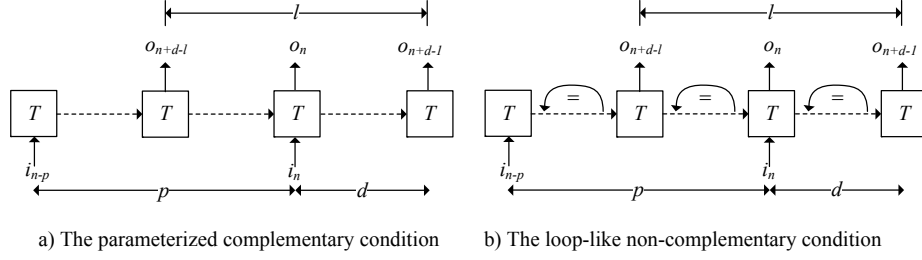 l l
o_{n+d-l} o_n o_{n+d-1} o_{n+d-l} o_n o_{n+d-1}
= = =
T T T T T T T T
i_{n-p} i_n i_{n-p} i_n
p d p d
a) The parameterized complementary condition b) The loop-like non-complementary condition